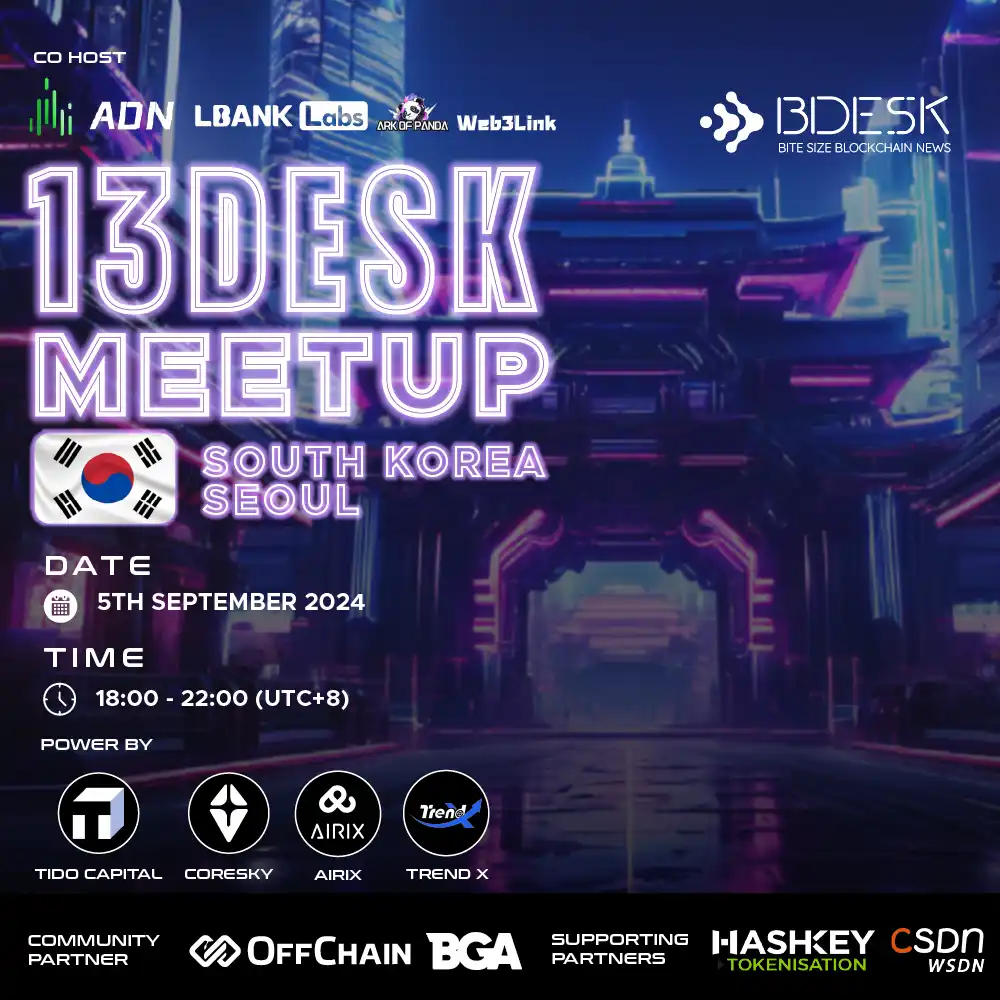 CO HOST
ADN LBANK Labs ARK OF PANDA Web3Link
13DESK
BITE SIZE BLOCKCHAIN NEWS
13DESK
MEETUP
SOUTH KOREA
SEOUL
DATE
5TH SEPTEMBER 2024
TIME
18:00 - 22:00 (UTC+8)
POWER BY
AIRIX
TrendX
TIDO CAPITAL CORESKY AIRIX TREND X
COMMUNITY
PARTNER
OFFCHAIN BGA
SUPPORTING
PARTNERS
HASHKEY
TOKENISATION
CSDN
WSDN